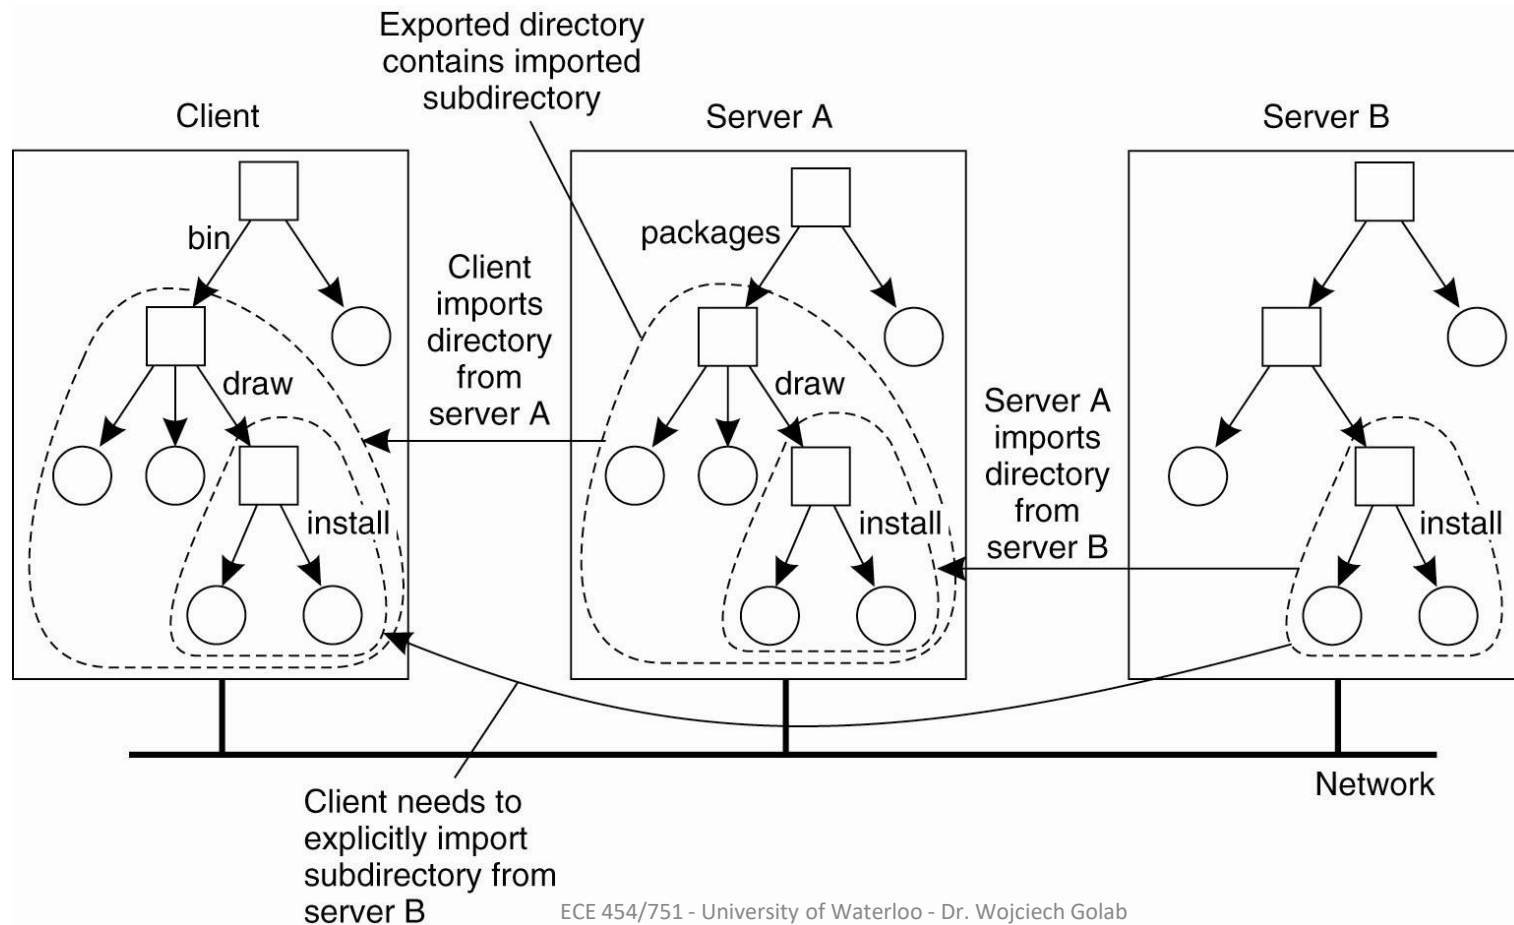 Exported directory
contains imported
subdirectory
Client
Server A
Server B
bin
packages
Client
imports
directory
from
server A
draw
draw
Server A
imports
directory
from
server B
install
install
install
Network
Client needs to
explicitly import
subdirectory from
server B
ECE 454/751 - University of Waterloo - Dr. Wojciech Golab